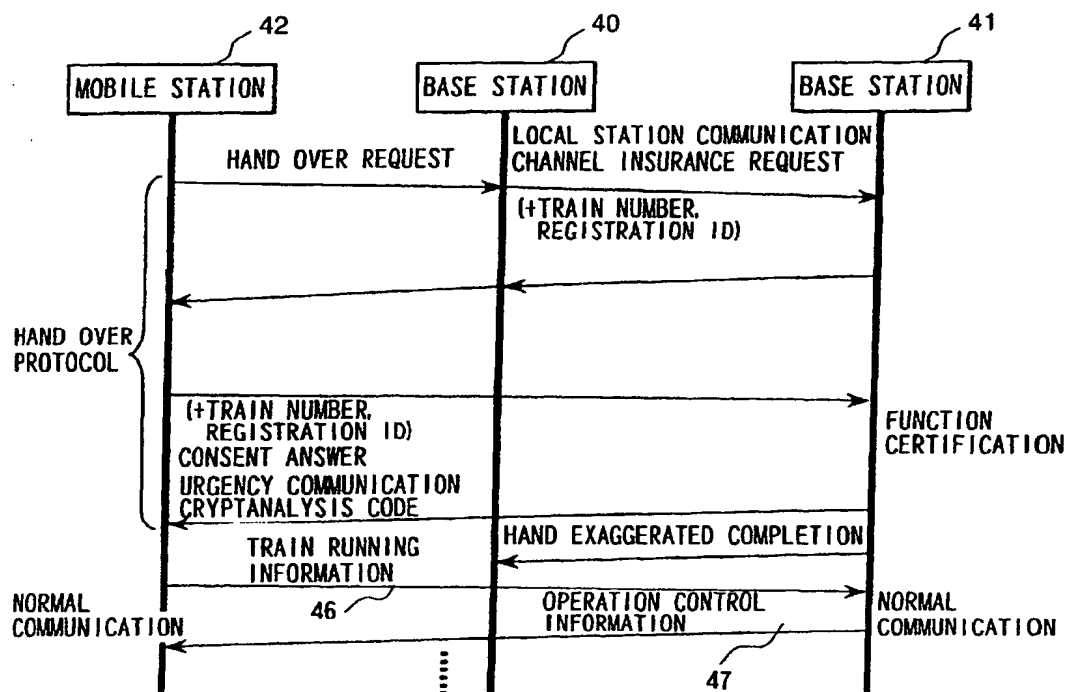 42
40
41
MOBILE STATION
BASE STATION
BASE STATION
LOCAL STATION COMMUNICATION
CHANNEL INSURANCE REQUEST
HAND OVER REQUEST
(+TRAIN NUMBER,
REGISTRATION ID)
HAND OVER
PROTOCOL
(+TRAIN NUMBER,
REGISTRATION ID)
CONSENT ANSWER
URGENCY COMMUNICATION
CRYPTANALYSIS CODE
FUNCTION
CERTIFICATION
HAND EXAGGERATED COMPLETION
TRAIN RUNNING
INFORMATION
46
NORMAL
COMMUNICATION
OPERATION CONTROL
INFORMATION
47
NORMAL
COMMUNICATION